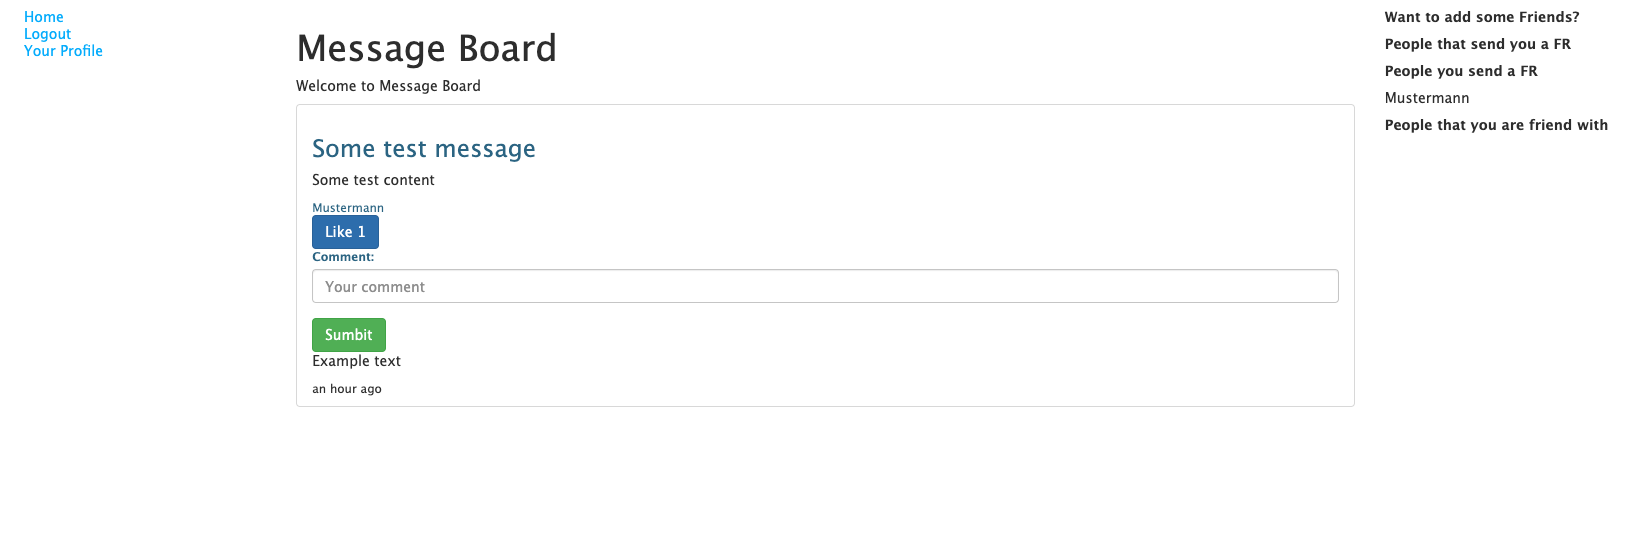 Home
Logout
Your Profile
Message Board
Welcome to Message Board
Some test message
Some test content
Mustermann
Like 1
Comment:
Your comment
Sumbit
Example text
an hour ago
Want to add some Friends?
People that send you a FR
People you send a FR
Mustermann
People that you are friend with